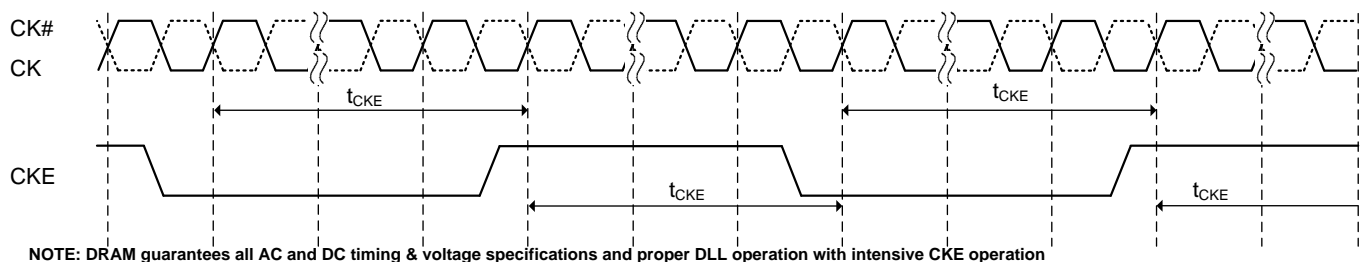 CK#
CK
tCKE
tCKE
CKE
tCKE
tCKE
NOTE: DRAM guarantees all AC and DC timing & voltage specifications and proper DLL operation with intensive CKE operation